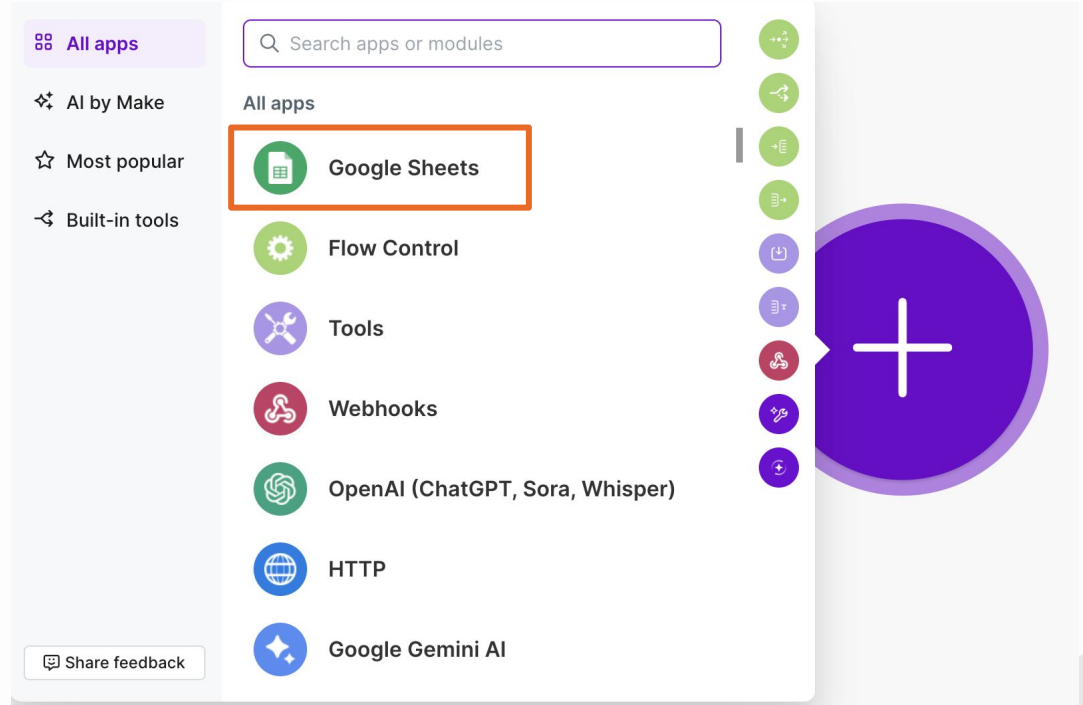 All apps
AI by Make
Most popular
Built-in tools
Share feedback
Search apps or modules
All apps
Google Sheets
Flow Control
Tools
Webhooks
OpenAI (ChatGPT, Sora, Whisper)
HTTP
Google Gemini AI